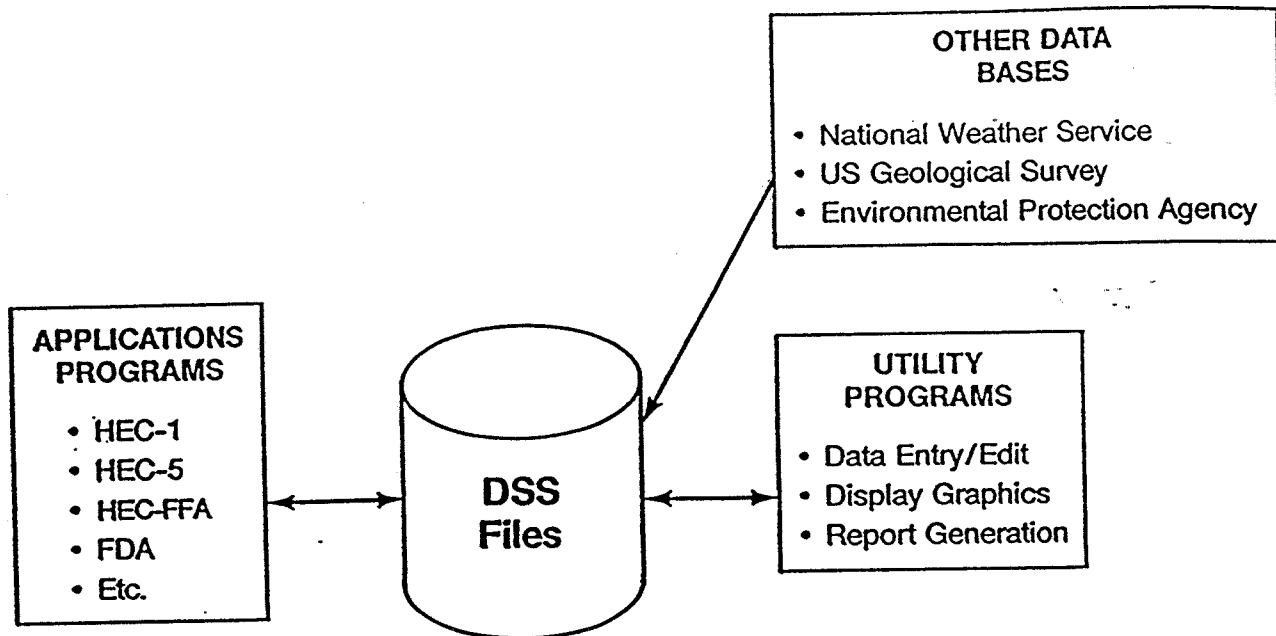 OTHER DATA
BASES
• National Weather Service
• US Geological Survey
• Environmental Protection Agency
APPLICATIONS
PROGRAMS
• HEC-1
• HEC-5
• HEC-FFA
• FDA
• Etc.
DSS
Files
UTILITY
PROGRAMS
• Data Entry/Edit
• Display Graphics
• Report Generation